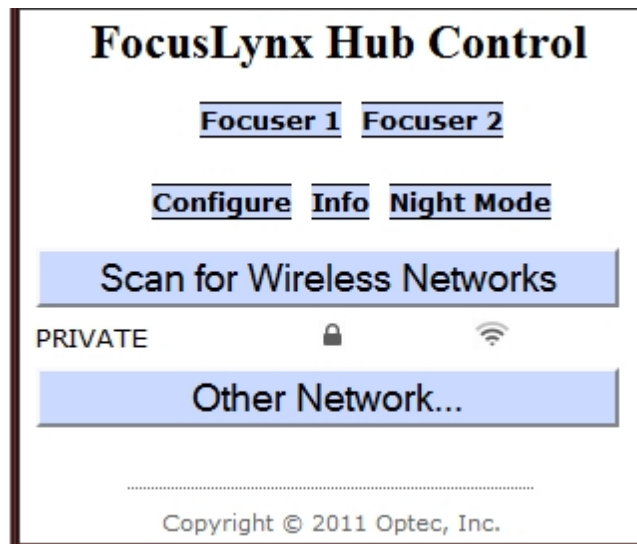 FocusLynx Hub Control
Focuser 1 Focuser 2
Configure Info Night Mode
Scan for Wireless Networks
PRIVATE
Other Network...
Copyright © 2011 Optec, Inc.